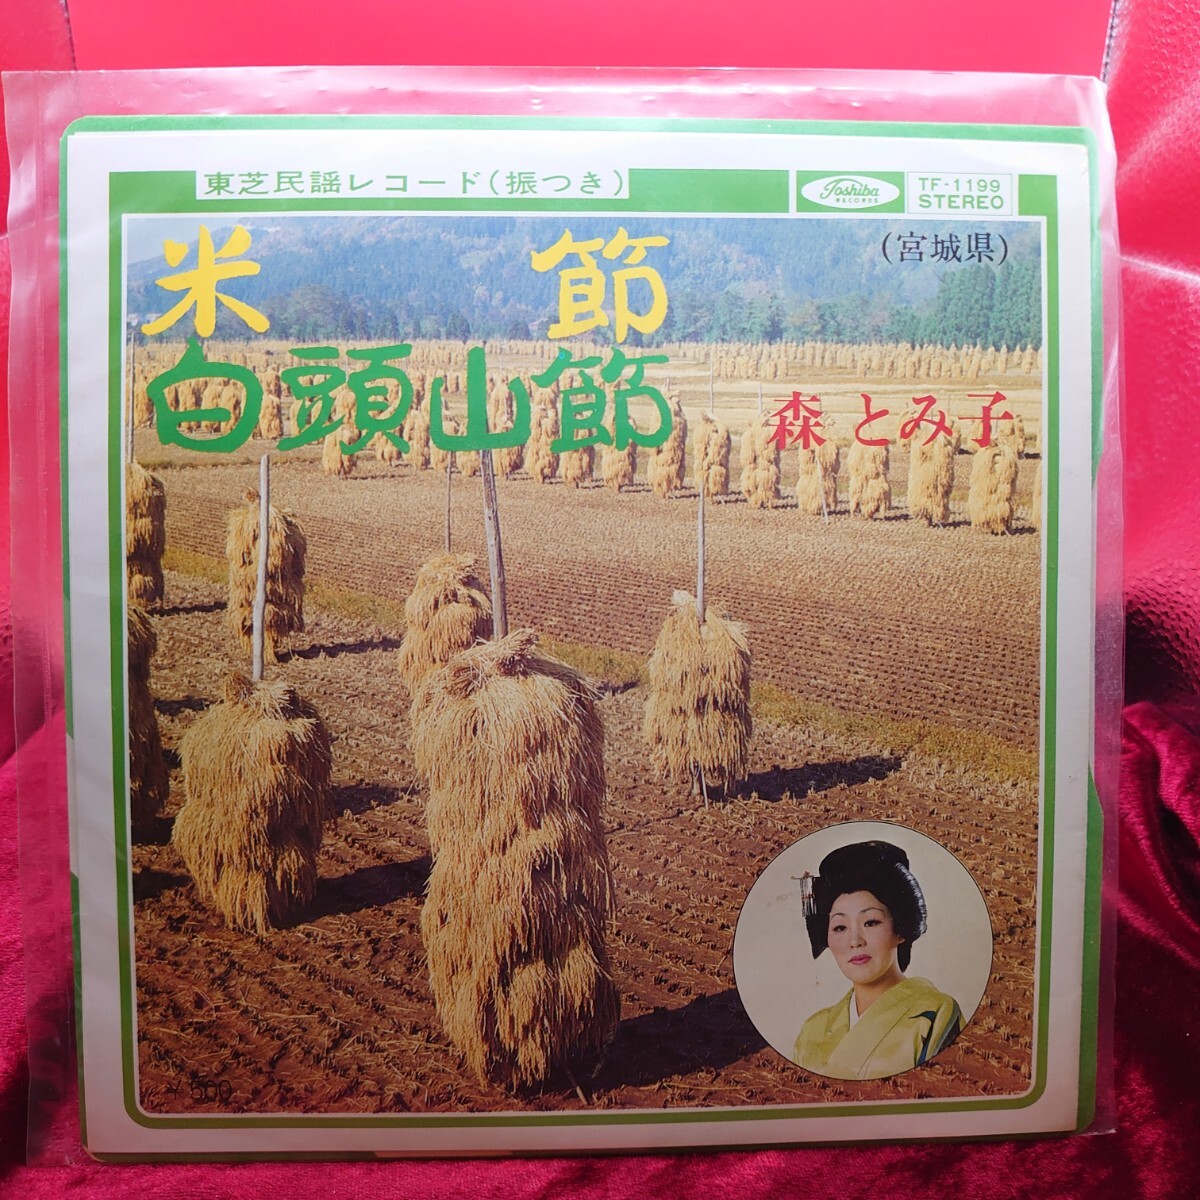 東芝民謡レコード(振つき)
Toshiba
RECORDS
TF-1199
STEREO
米 節
(宮城県)
白頭山節
森 とみ子
¥500